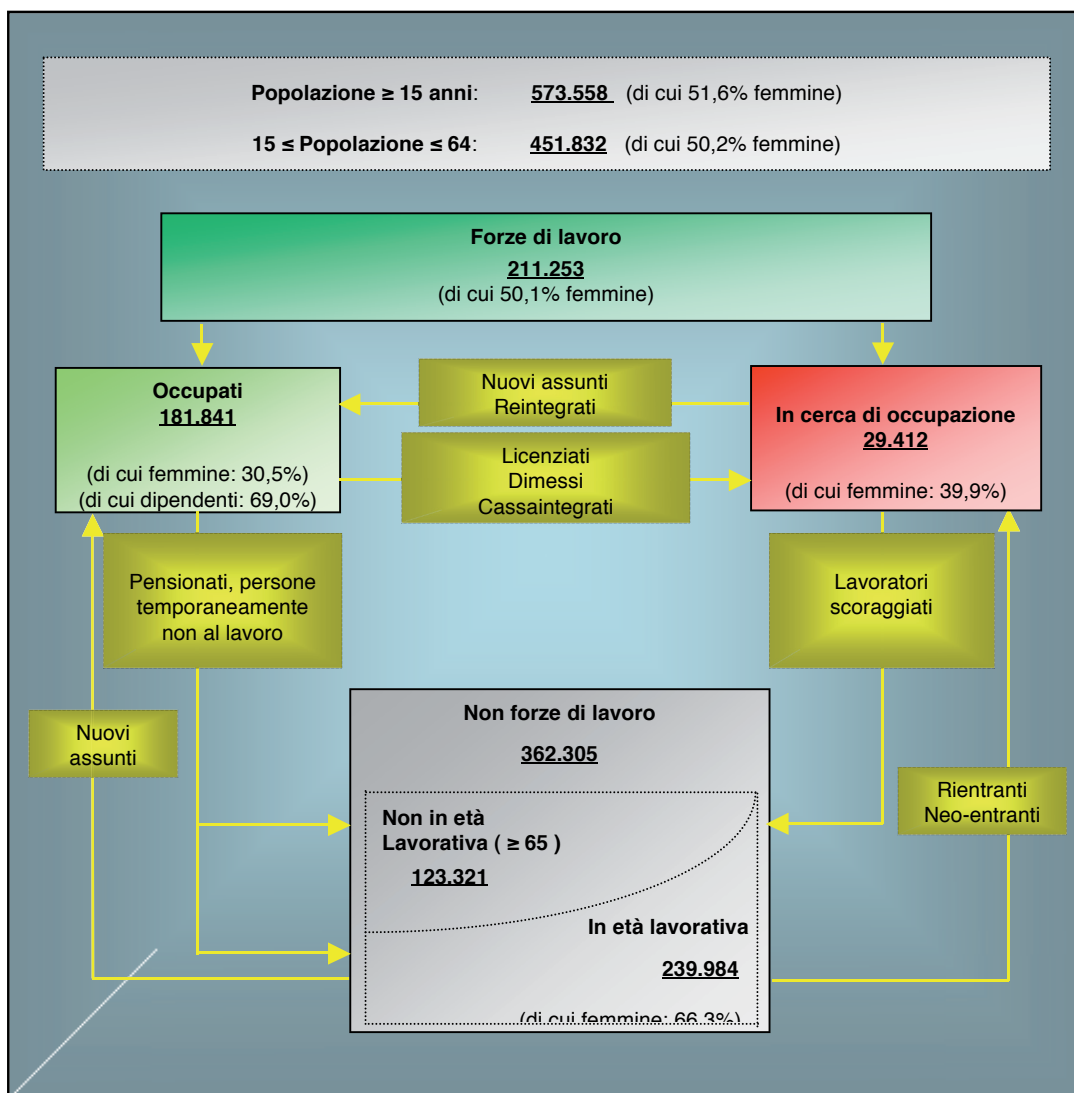 Popolazione ≥ 15 anni: 573.558 (di cui 51,6% femmine)
15 ≤ Popolazione ≤ 64: 451.832 (di cui 50,2% femmine)
Forze di lavoro
211.253
(di cui 50,1% femmine)
Occupati
181.841
(di cui femmine: 30,5%)
(di cui dipendenti: 69,0%)
Nuovi assunti
Reintegrati
Licenziati
Dimessi
Cassaintegrati
In cerca di occupazione
29.412
(di cui femmine: 39,9%)
Pensionati, persone
temporaneamente
non al lavoro
Lavoratori
scoraggiati
Nuovi
assunti
Non forze di lavoro
362.305
Non in età
Lavorativa ( ≥ 65 )
123.321
In età lavorativa
239.984
(di cui femmine: 66,3%)
Rientranti
Neo-entranti